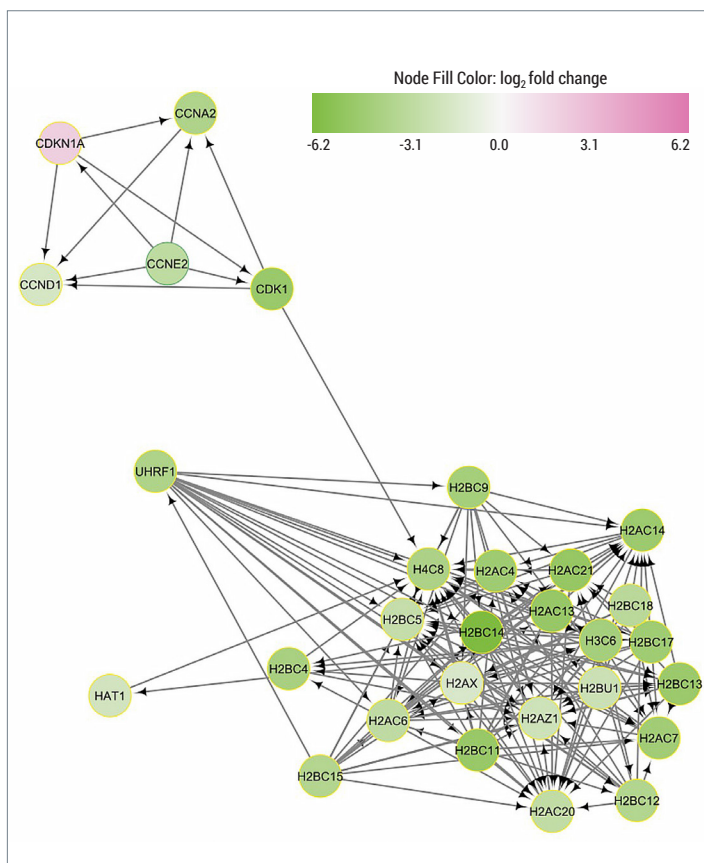 Node Fill Color: log2 fold change
-6.2 -3.1 0.0 3.1 6.2
CCNA2
CDKN1A
CCNE2
CCND1
CDK1
UHRF1
H2BC9
H2AC14
H4C8
H2AC4
H2AC21
H2BC18
H2AC13
H2BC5
H2BC14
H3C6
H2BC17
H2BC4
H2AX
H2BU1
H2BC13
HAT1
H2AC6
H2AZ1
H2AC7
H2BC11
H2BC15
H2BC12
H2AC20